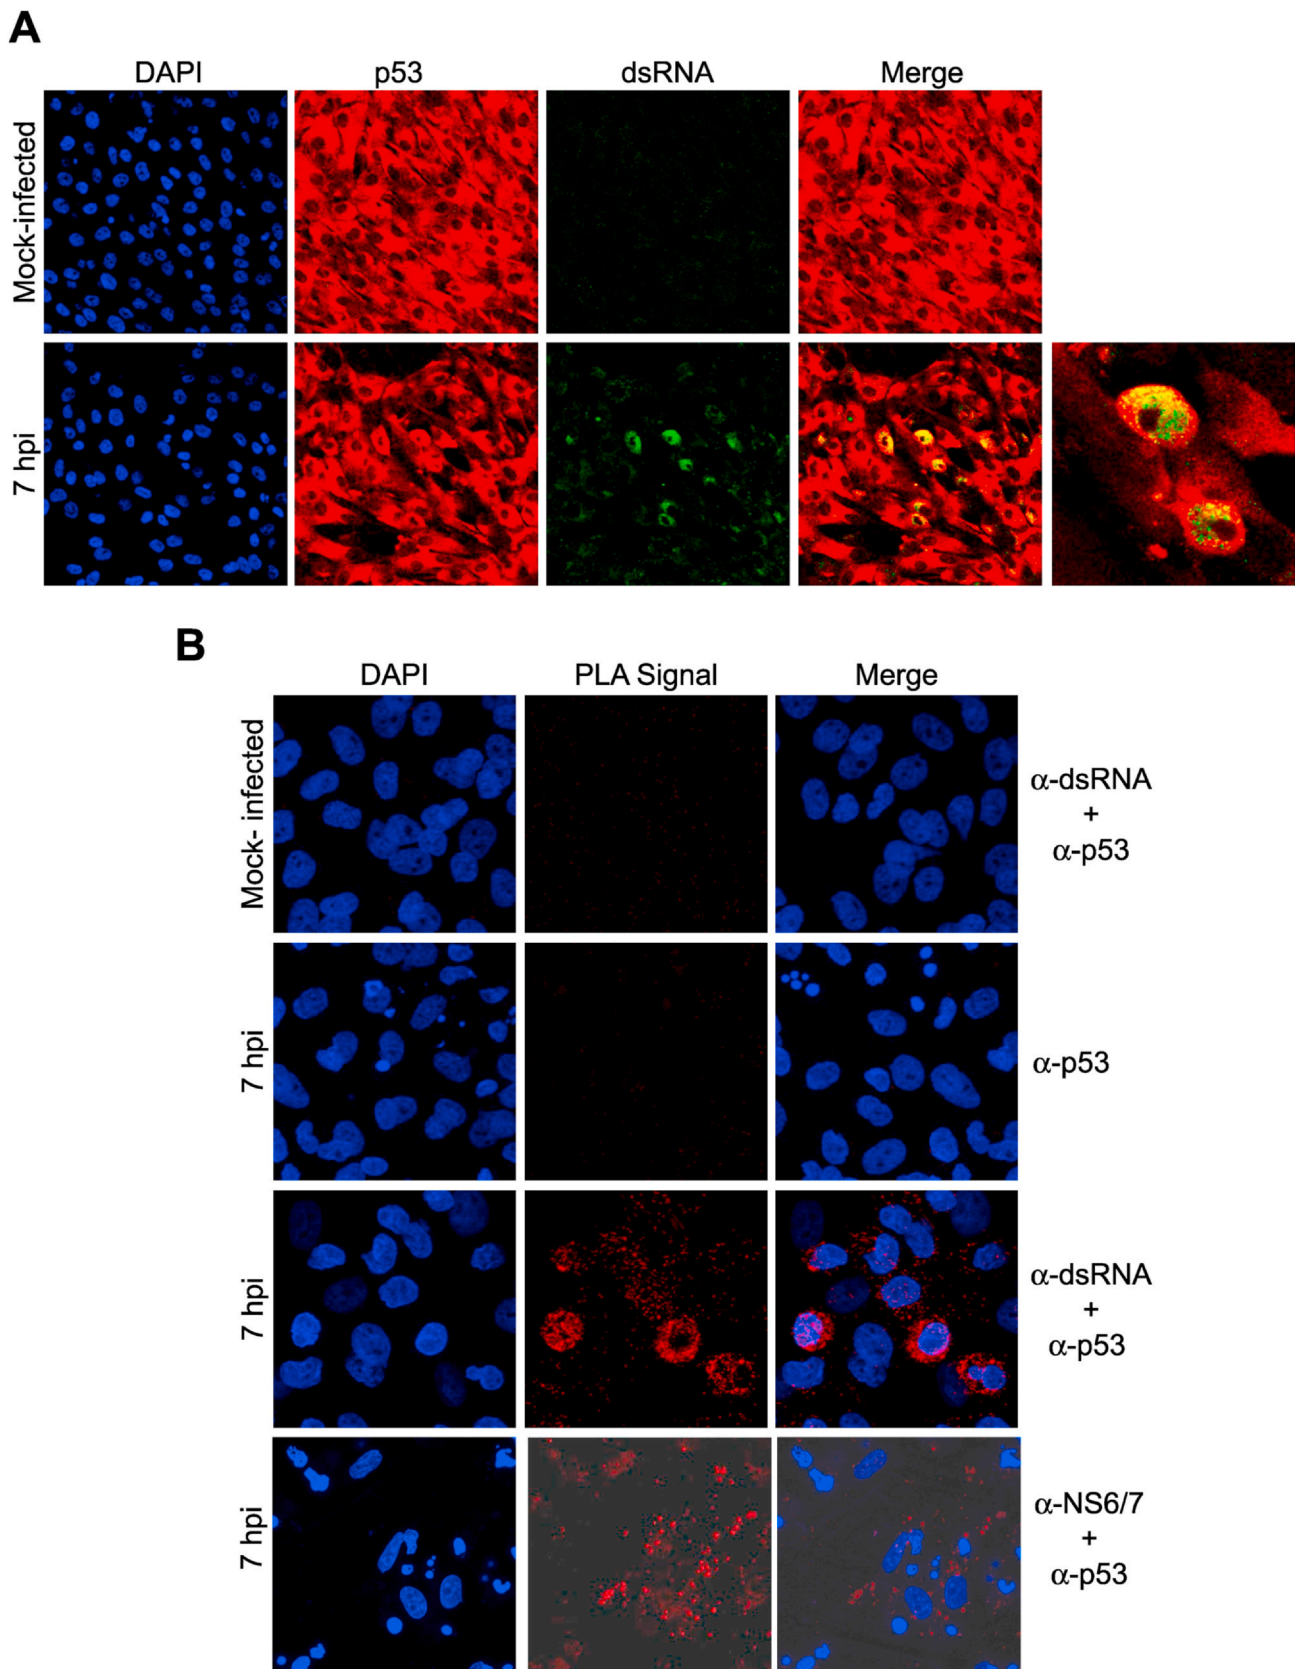 A
DAPI p53 dsRNA Merge
Mock-infected
7 hpi
B
DAPI PLA Signal Merge
Mock- infected
α-dsRNA
+
α-p53
7 hpi
α-p53
7 hpi
α-dsRNA
+
α-p53
7 hpi
α-NS6/7
+
α-p53